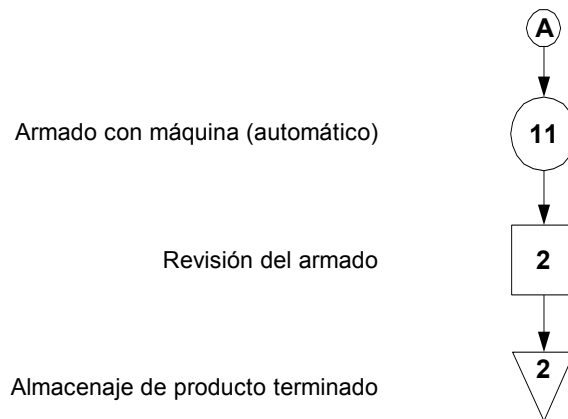 A
Armado con máquina (automático) 11
Revisión del armado 2
Almacenaje de producto terminado 2